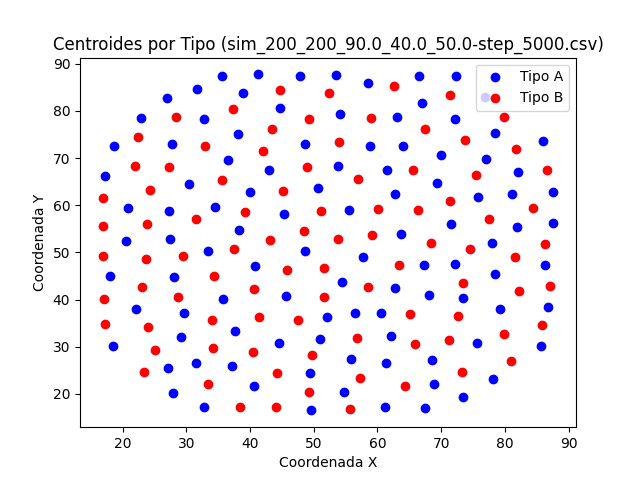 Centroides por Tipo (sim_200_200_90.0_40.0_50.0-step_5000.csv)
Tipo A
Tipo B
90
80
70
60
50
40
30
20
Coordenada Y
20 30 40 50 60 70 80 90
Coordenada X